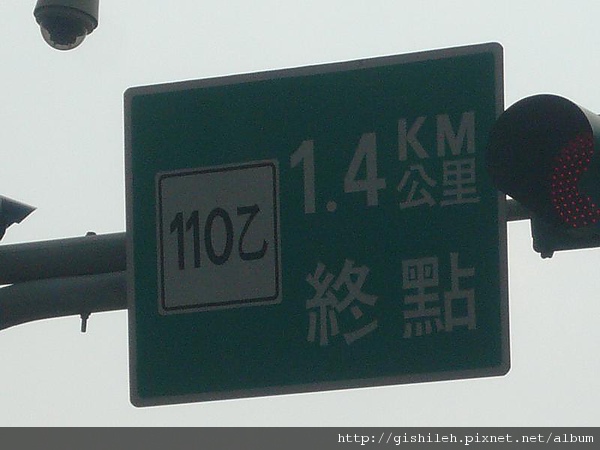 110乙
1.4 KM
公里
終點
http://gishileh.pixnet.net/album